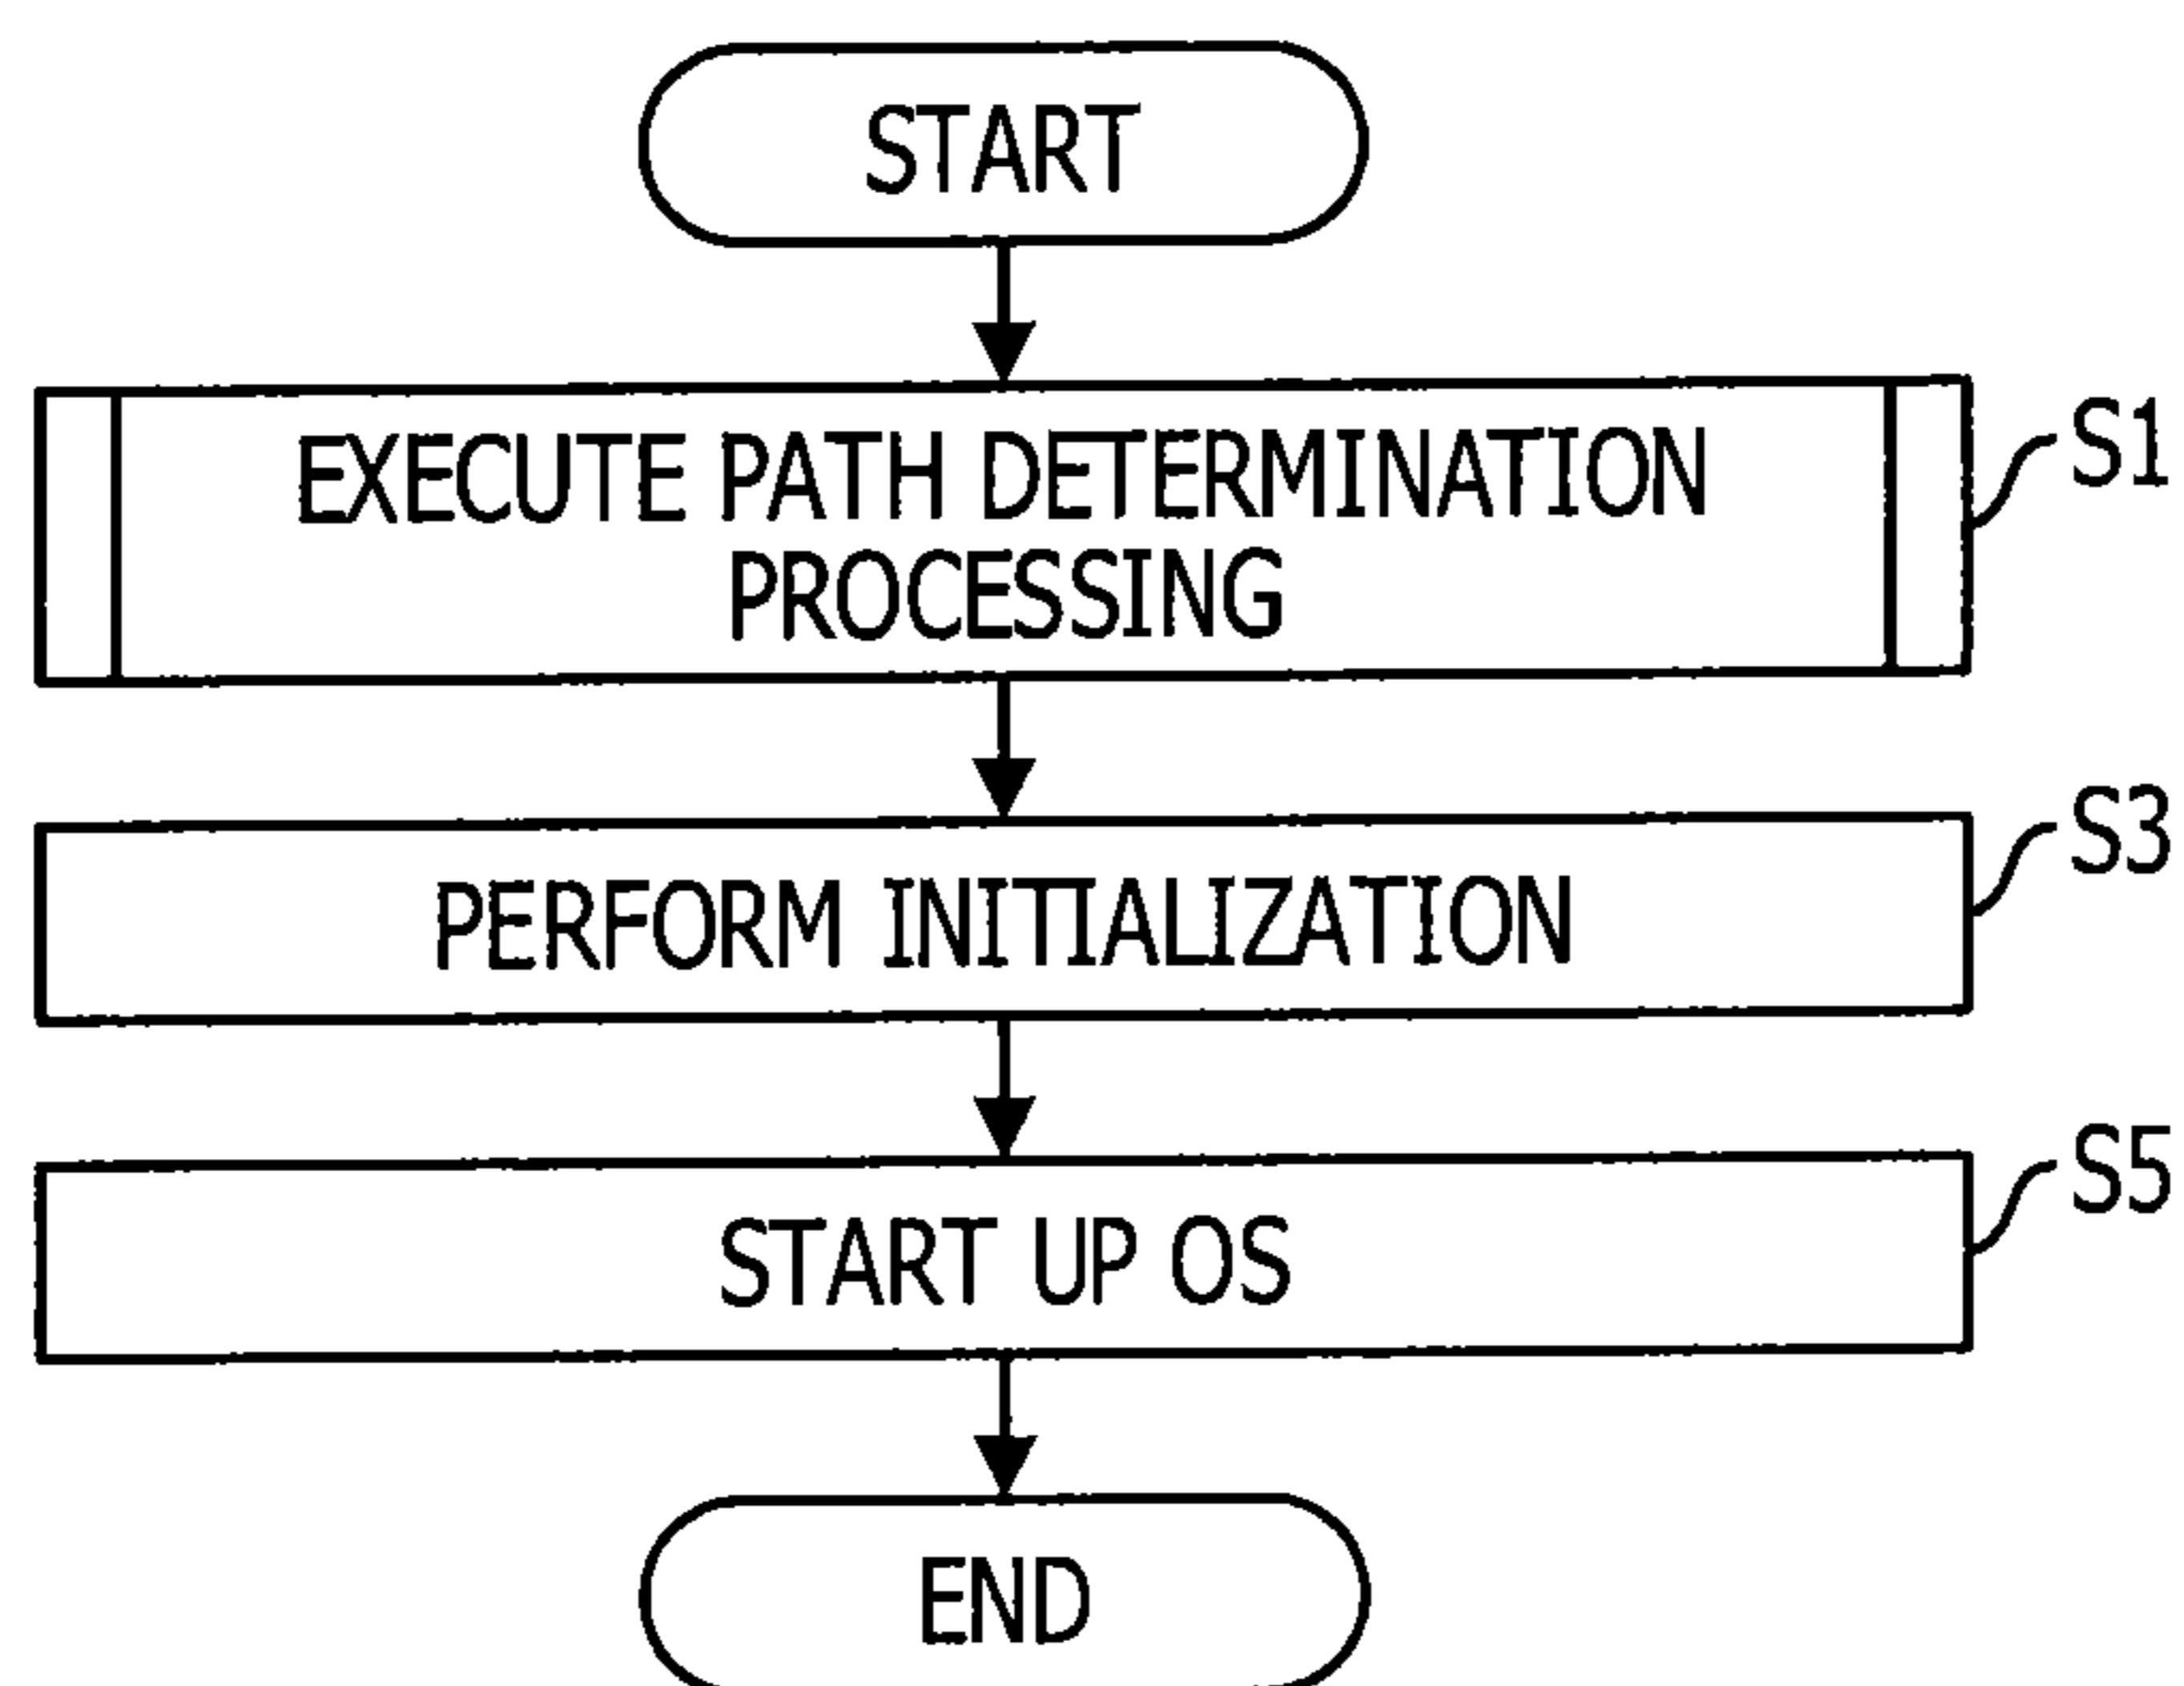 START
EXECUTE PATH DETERMINATION
PROCESSING
S1
PERFORM INITIALIZATION
S3
START UP OS
S5
END